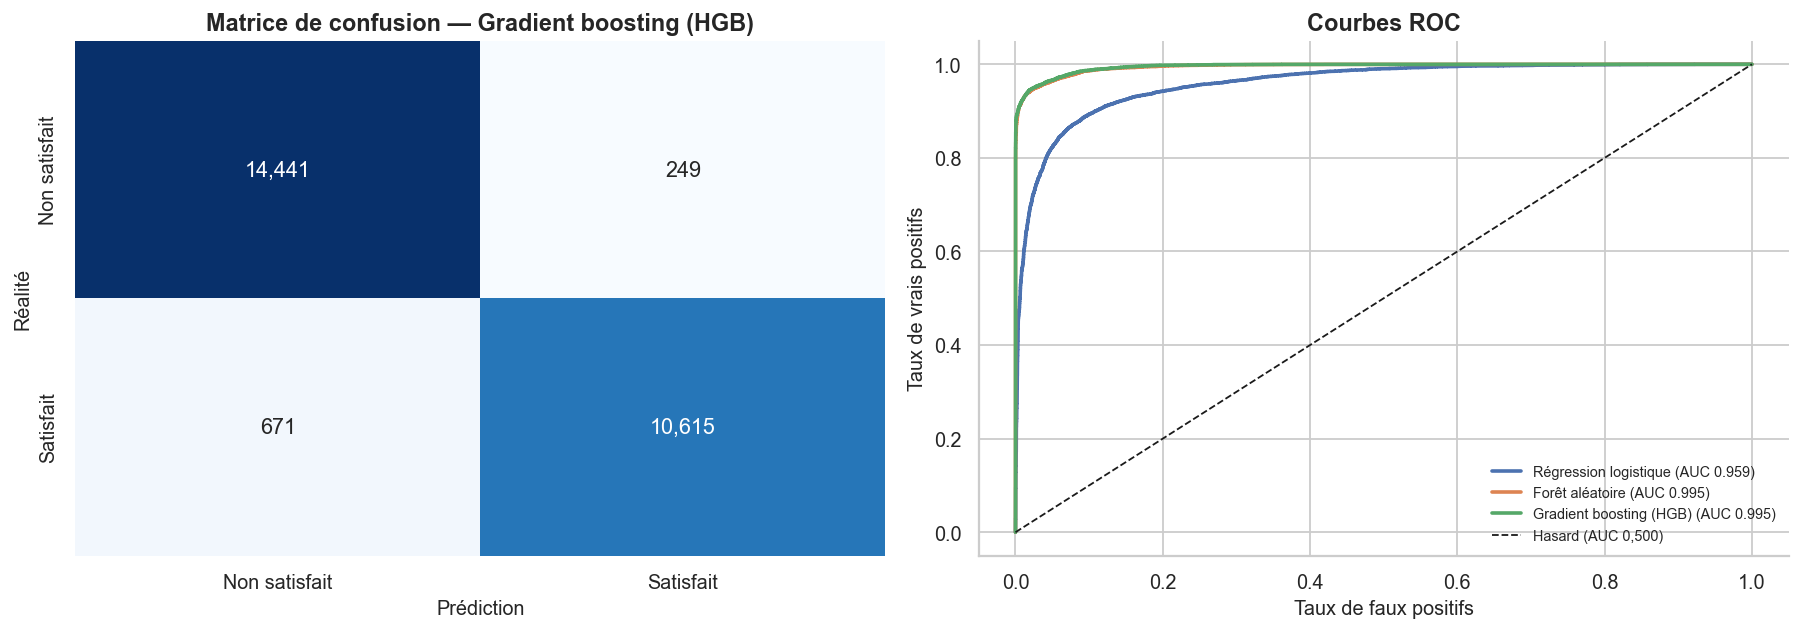 Matrice de confusion — Gradient boosting (HGB)
Réalité
Non satisfait
Satisfait
14,441
249
671
10,615
Non satisfait
Satisfait
Prédiction
Courbes ROC
Taux de vrais positifs
1.0
0.8
0.6
0.4
0.2
0.0
Régression logistique (AUC 0.959)
Forêt aléatoire (AUC 0.995)
Gradient boosting (HGB) (AUC 0.995)
Hasard (AUC 0,500)
0.0
0.2
0.4
0.6
0.8
1.0
Taux de faux positifs